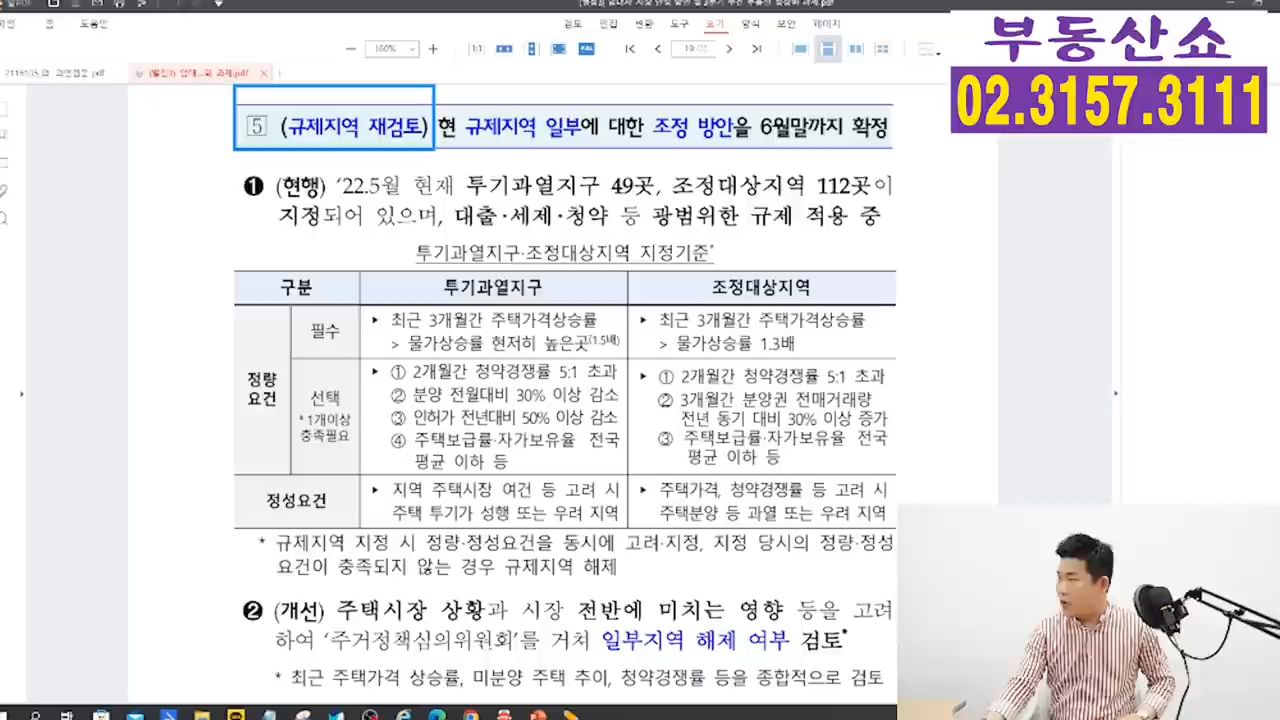 도움말
검토 편집 변환 도구 보기 양식 보안 페이지
160%
부동산쇼
02.3157.3111
5 (규제지역 재검토) 현 규제지역 일부에 대한 조정 방안을 6월말까지 확정
❶ (현행) '22.5월 현재 투기과열지구 49곳, 조정대상지역 112곳이
지정되어 있으며, 대출·세제·청약 등 광범위한 규제 적용 중
투기과열지구·조정대상지역 지정기준*
구분 투기과열지구 조정대상지역
정량
요건
필수
‣ 최근 3개월간 주택가격상승률
> 물가상승률 현저히 높은곳(1.5배)
‣ 최근 3개월간 주택가격상승률
> 물가상승률 1.3배
선택
* 1개이상
충족필요
‣ ① 2개월간 청약경쟁률 5:1 초과
② 분양 전월대비 30% 이상 감소
③ 인허가 전년대비 50% 이상 감소
④ 주택보급률·자가보유율 전국
평균 이하 등
‣ ① 2개월간 청약경쟁률 5:1 초과
② 3개월간 분양권 전매거래량
전년 동기 대비 30% 이상 증가
③ 주택보급률·자가보유율 전국
평균 이하 등
정성요건
‣ 지역 주택시장 여건 등 고려 시
주택 투기가 성행 또는 우려 지역
‣ 주택가격, 청약경쟁률 등 고려 시
주택분양 등 과열 또는 우려 지역
* 규제지역 지정 시 정량·정성요건을 동시에 고려·지정, 지정 당시의 정량·정성
요건이 충족되지 않는 경우 규제지역 해제
❷ (개선) 주택시장 상황과 시장 전반에 미치는 영향 등을 고려
하여 '주거정책심의위원회'를 거쳐 일부지역 해제 여부 검토*
* 최근 주택가격 상승률, 미분양 주택 추이, 청약경쟁률 등을 종합적으로 검토